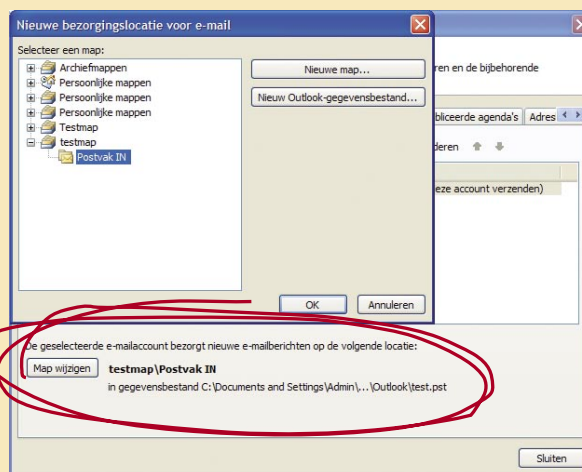 Nieuwe bezorgingslocatie voor e-mail
Selecteer een map:
Archiefmappen
Persoonlijke mappen
Persoonlijke mappen
Persoonlijke mappen
Testmap
testmap
Postvak IN
Nieuwe map...
Nieuw Outlook-gegevensbestand...
OK
Annuleren
ren en de bijbehorende
bliceerde agenda's
Adres
deren
eze account verzenden)
De geselecteerde e-mailaccount bezorgt nieuwe e-mailberichten op de volgende locatie:
Map wijzigen
testmap\Postvak IN
in gegevensbestand C:\Documents and Settings\Admin\...\Outlook\test.pst
Sluiten